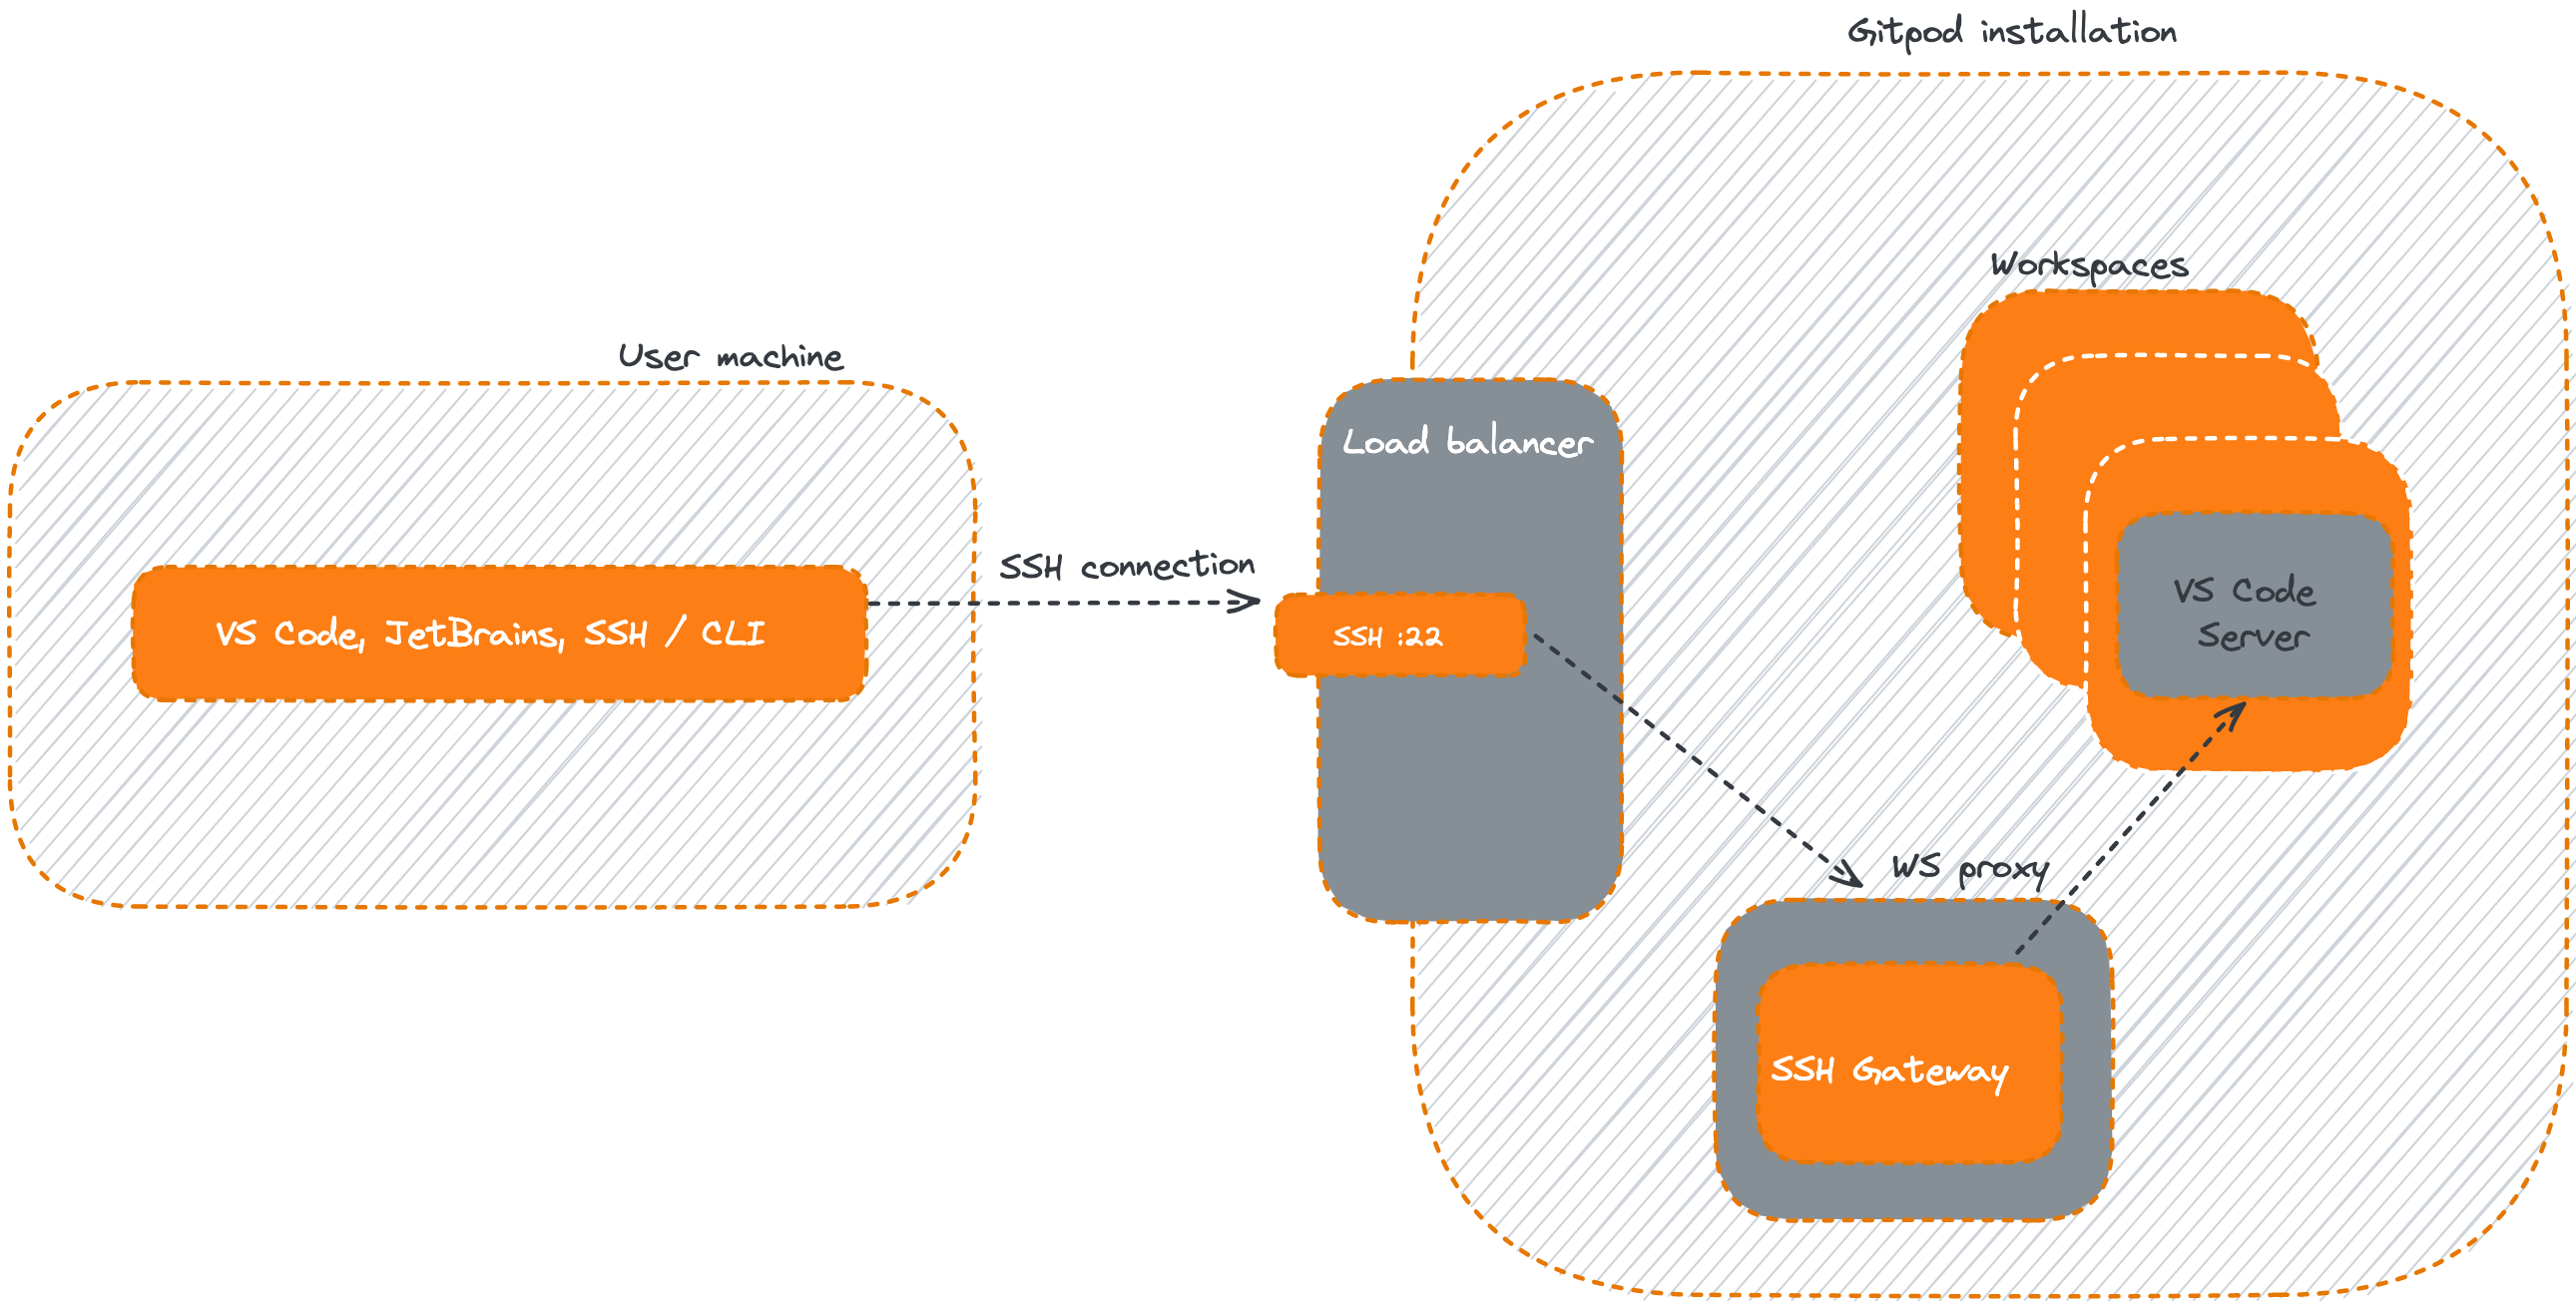 Gitpod installation
Workspaces
User machine
Load balancer
SSH connection
VS Code, JetBrains, SSH / CLI
SSH :22
VS Code
Server
WS proxy
SSH Gateway